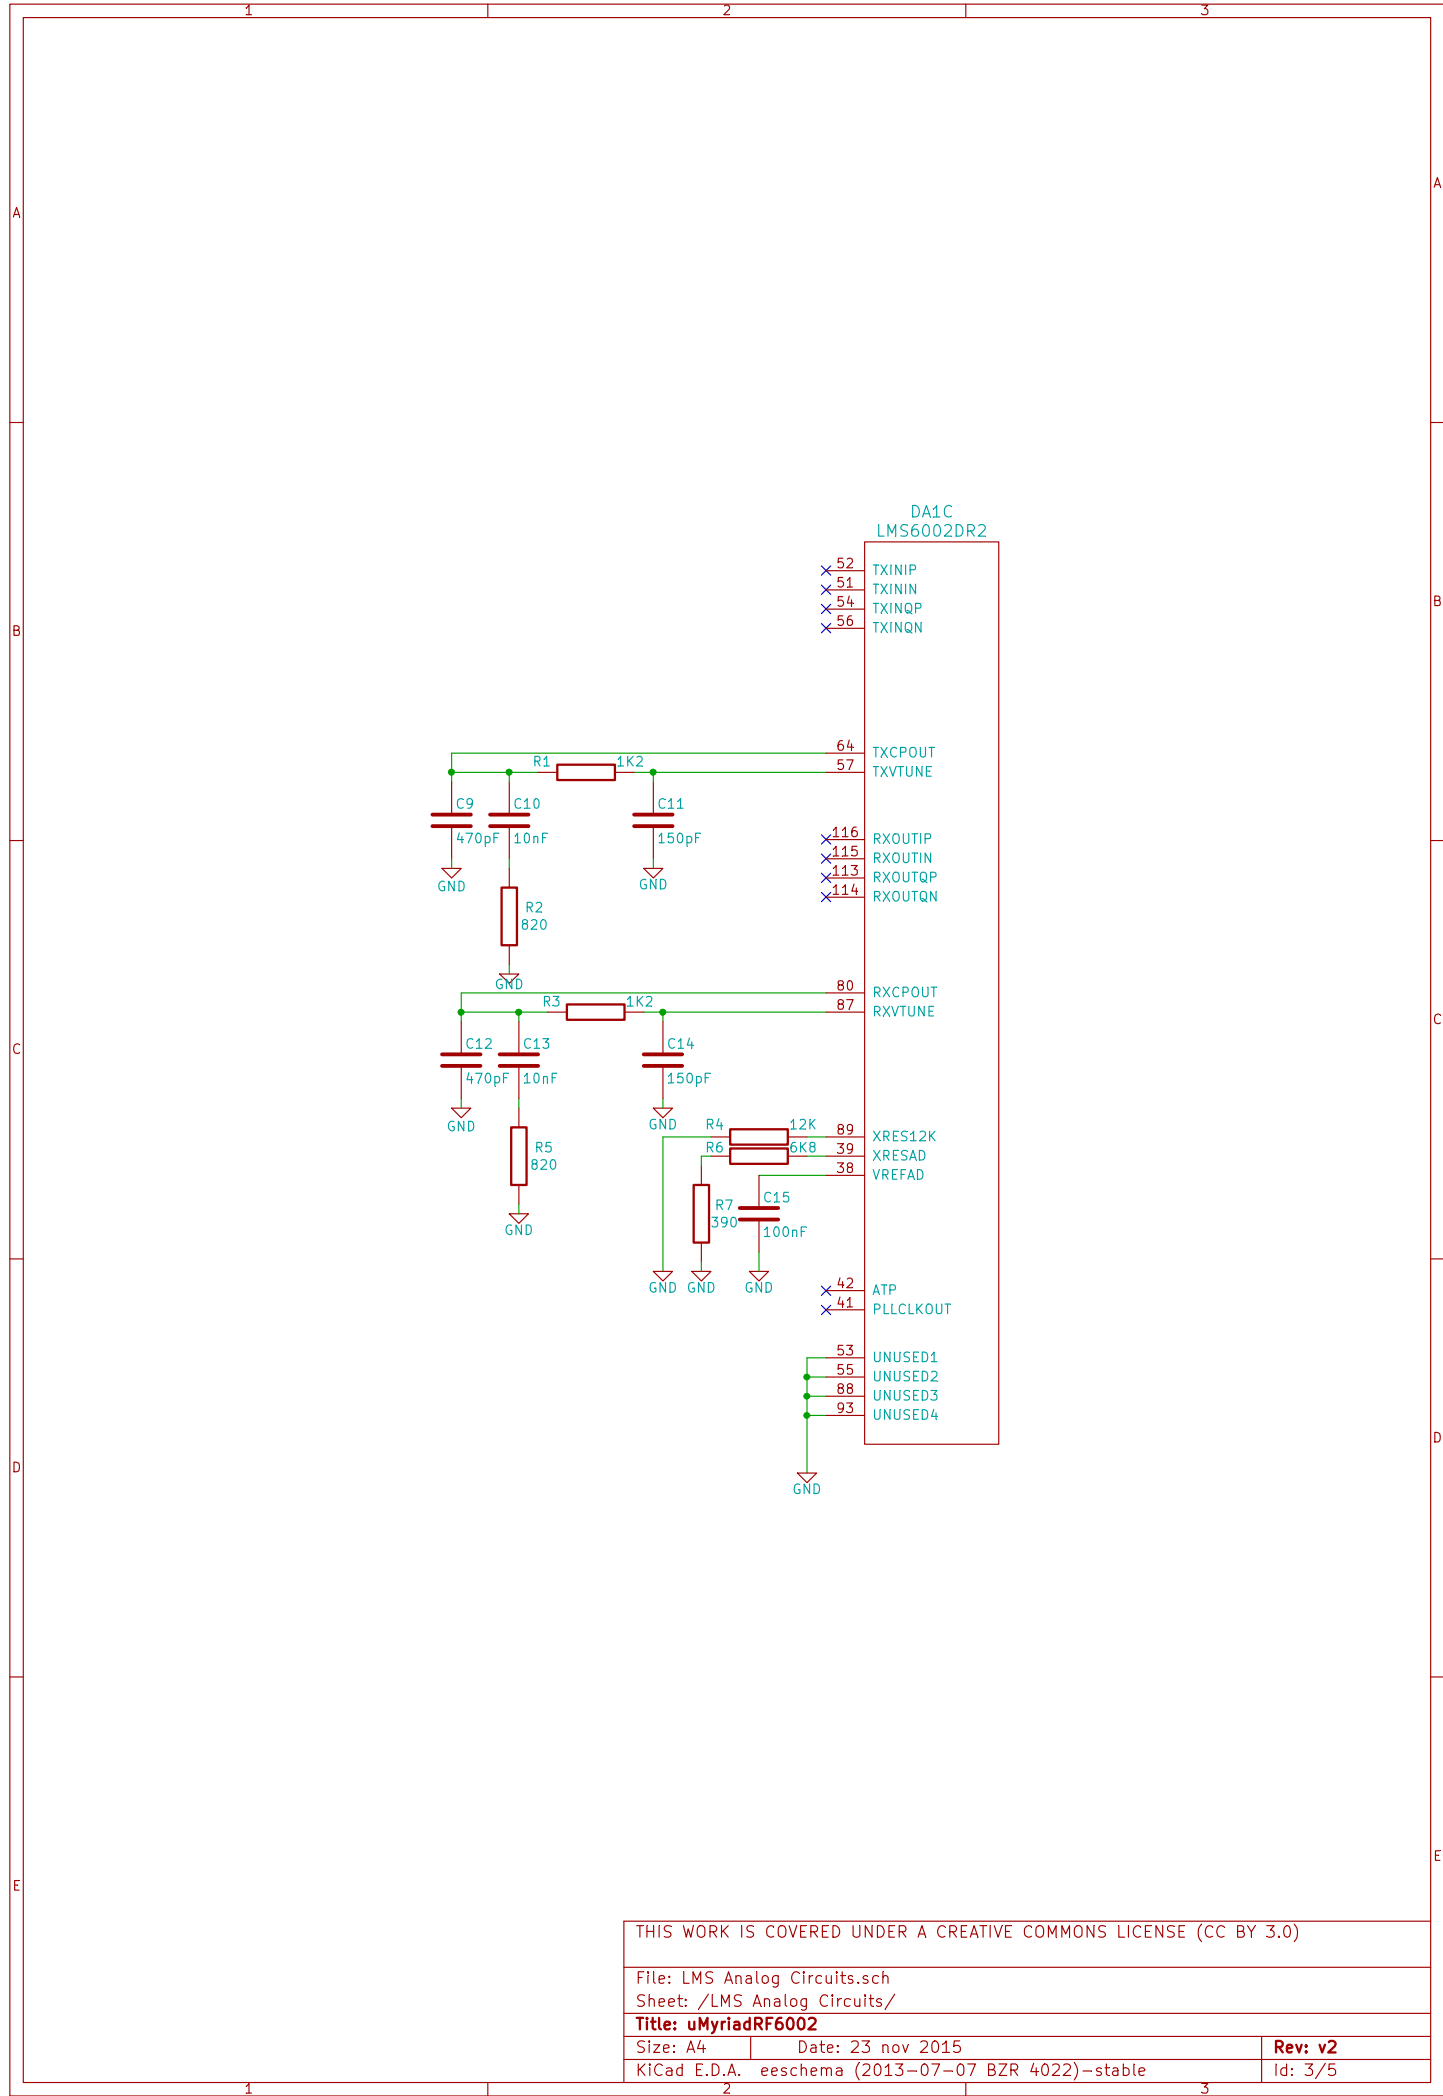 1 2 3
A A
DA1C
LMS6002DR2
52 TXINIP
51 TXININ
54 TXINQP
56 TXINQN
B B
64 TXCPOUT
57 TXVTUNE
R1 1K2
C9 C10 C11
470pF 10nF 150pF
GND GND
R2
820
GND
116 RXOUTIP
115 RXOUTIN
113 RXOUTQP
114 RXOUTQN
80 RXCPOUT
87 RXVTUNE
R3 1K2
C C
C12 C13 C14
470pF 10nF 150pF
GND GND
R5
820
GND
R4 12K 89 XRES12K
R6 6K8 39 XRESAD
38 VREFAD
R7 C15
390 100nF
GND GND GND
42 ATP
41 PLLCLKOUT
53 UNUSED1
55 UNUSED2
88 UNUSED3
93 UNUSED4
D D
GND
E E
THIS WORK IS COVERED UNDER A CREATIVE COMMONS LICENSE (CC BY 3.0)
File: LMS Analog Circuits.sch
Sheet: /LMS Analog Circuits/
Title: uMyriadRF6002
Size: A4 Date: 23 nov 2015 Rev: v2
KiCad E.D.A. eeschema (2013-07-07 BZR 4022)-stable Id: 3/5
1 2 3